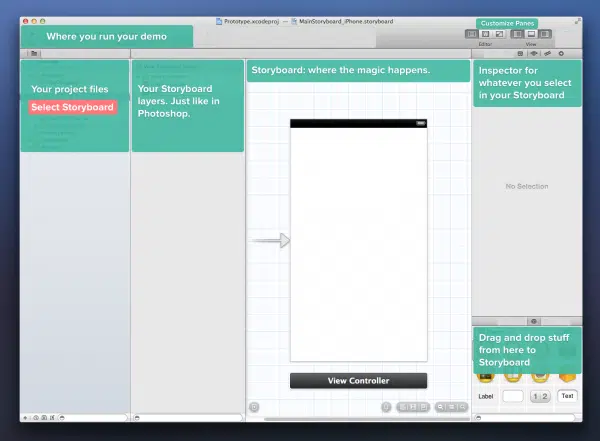 Prototype.xcodeproj — MainStoryboard_iPhone.storyboard
Customize Panes
Where you run your demo
Editor
View
Your project files
Select Storyboard
Your Storyboard
layers. Just like in
Photoshop.
Storyboard: where the magic happens.
Inspector for
whatever you select
in your Storyboard
No Selection
View Controller
Drag and drop stuff
from here to
Storyboard
Label
1 2
Text